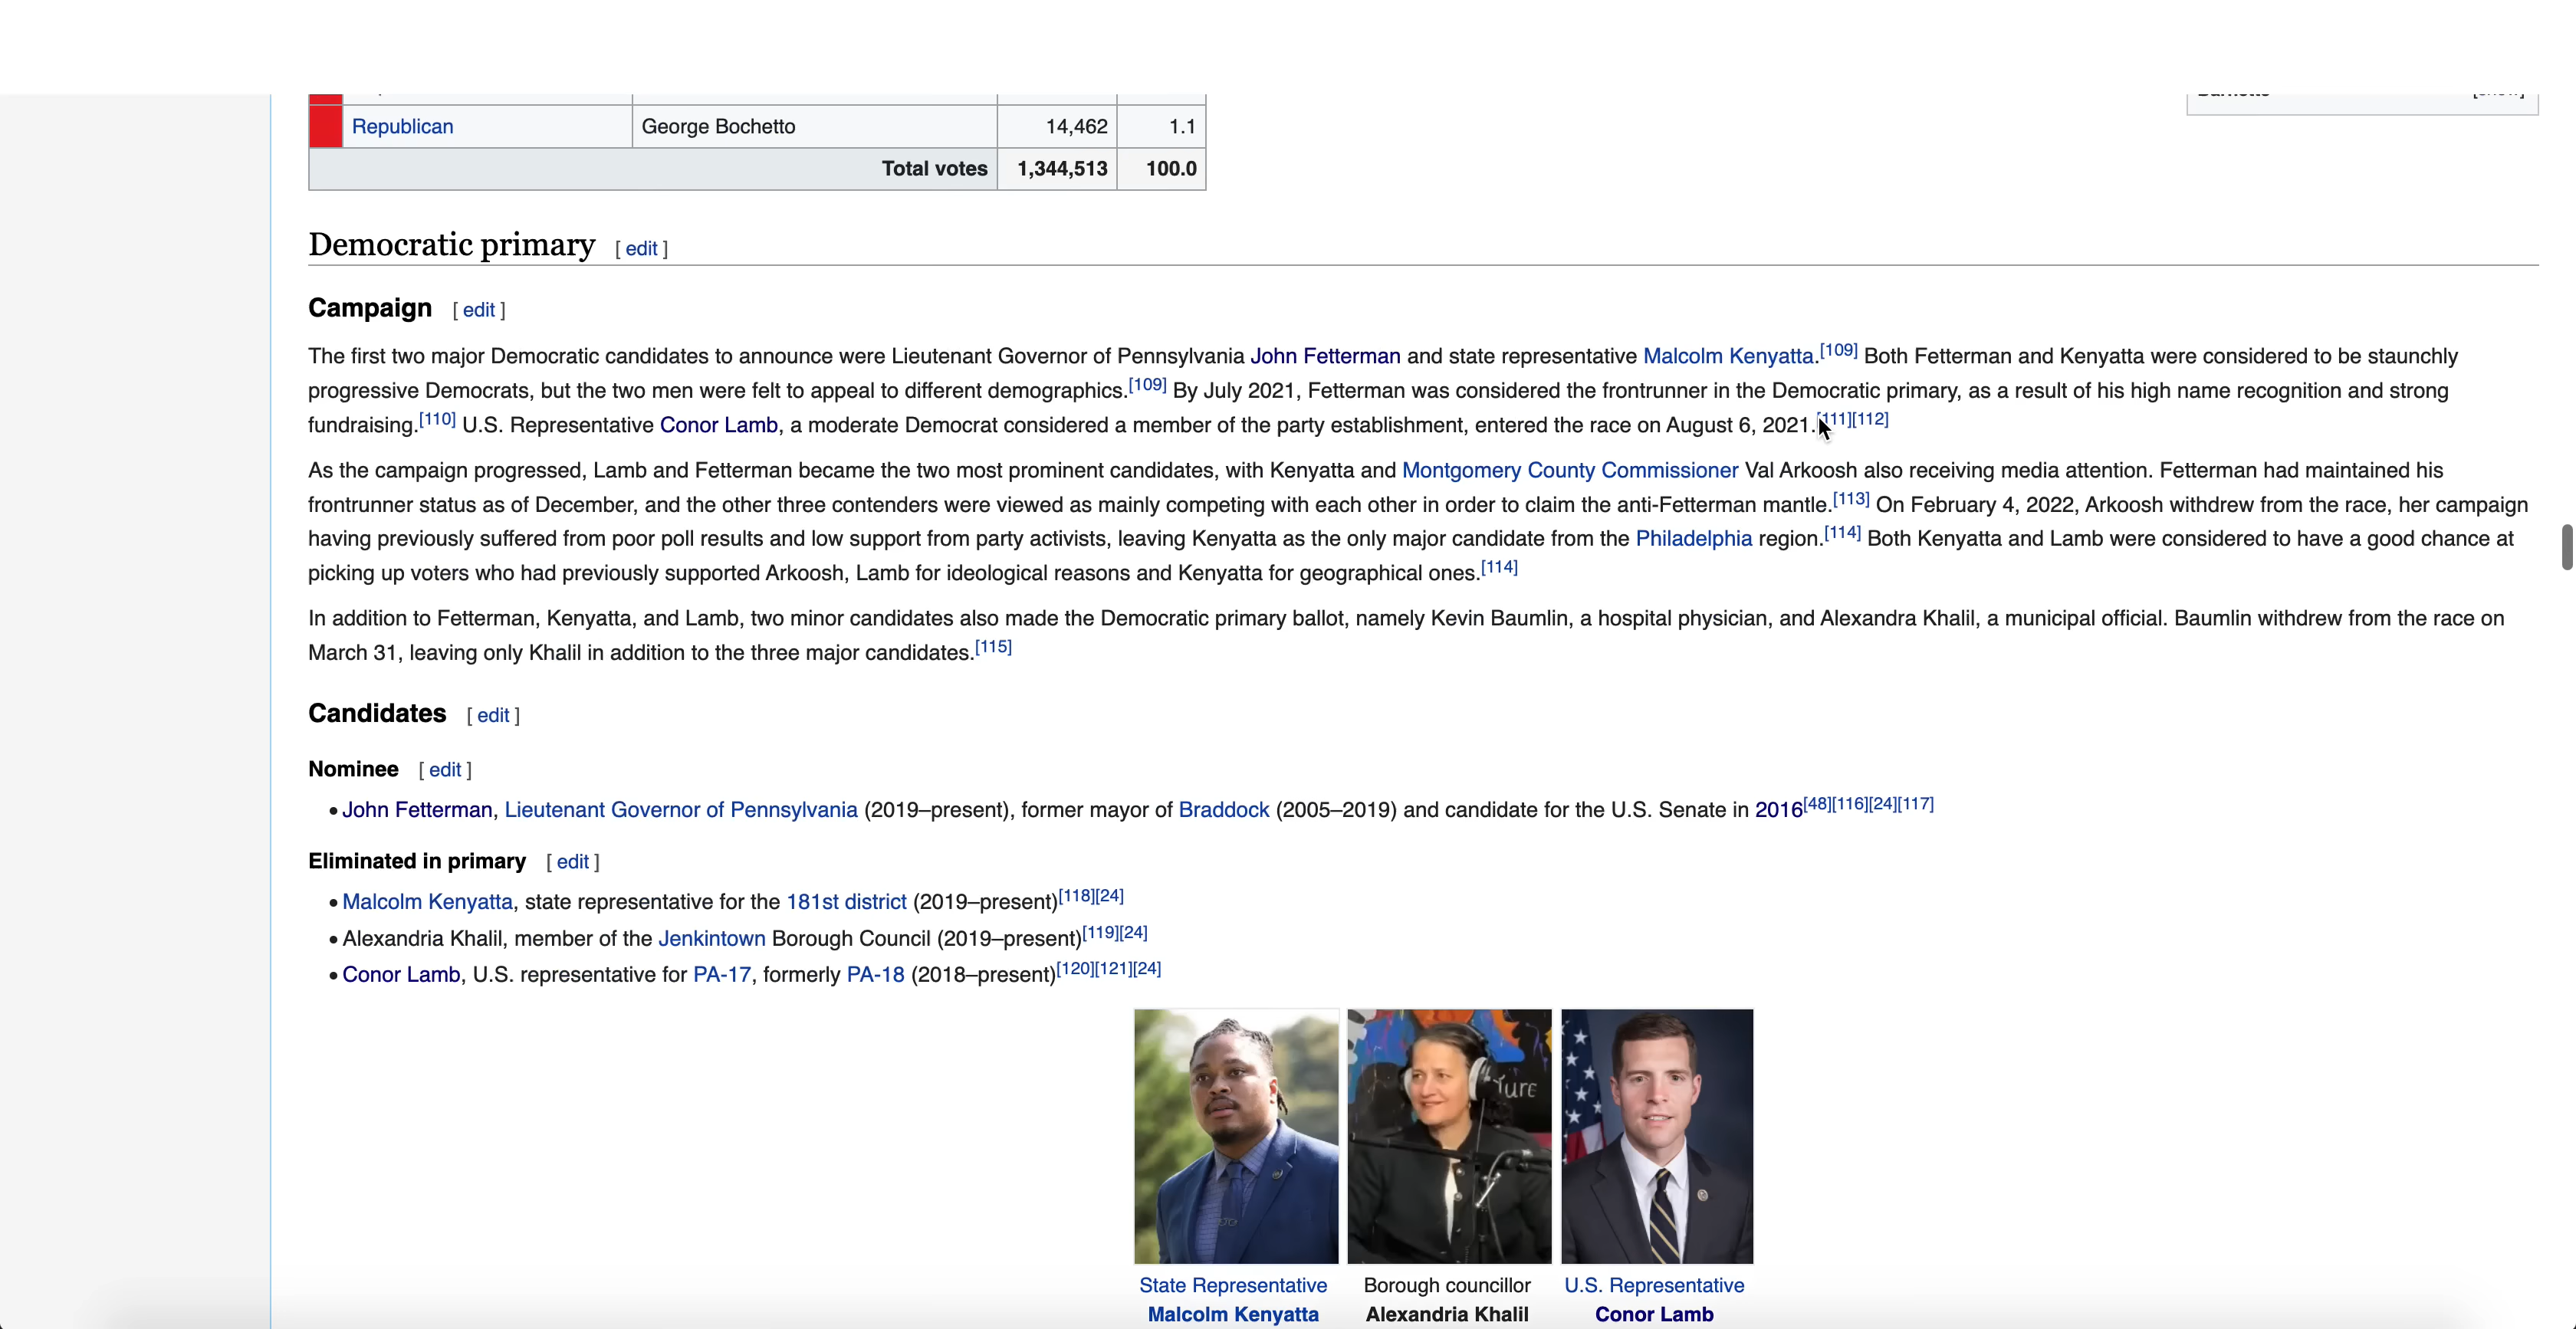 Republican George Bochetto 14,462 1.1
Total votes 1,344,513 100.0
Democratic primary [ edit ]
Campaign [ edit ]
The first two major Democratic candidates to announce were Lieutenant Governor of Pennsylvania John Fetterman and state representative Malcolm Kenyatta.[109] Both Fetterman and Kenyatta were considered to be staunchly
progressive Democrats, but the two men were felt to appeal to different demographics.[109] By July 2021, Fetterman was considered the frontrunner in the Democratic primary, as a result of his high name recognition and strong
fundraising.[110] U.S. Representative Conor Lamb, a moderate Democrat considered a member of the party establishment, entered the race on August 6, 2021.[111][112]
As the campaign progressed, Lamb and Fetterman became the two most prominent candidates, with Kenyatta and Montgomery County Commissioner Val Arkoosh also receiving media attention. Fetterman had maintained his
frontrunner status as of December, and the other three contenders were viewed as mainly competing with each other in order to claim the anti-Fetterman mantle.[113] On February 4, 2022, Arkoosh withdrew from the race, her campaign
having previously suffered from poor poll results and low support from party activists, leaving Kenyatta as the only major candidate from the Philadelphia region.[114] Both Kenyatta and Lamb were considered to have a good chance at
picking up voters who had previously supported Arkoosh, Lamb for ideological reasons and Kenyatta for geographical ones.[114]
In addition to Fetterman, Kenyatta, and Lamb, two minor candidates also made the Democratic primary ballot, namely Kevin Baumlin, a hospital physician, and Alexandra Khalil, a municipal official. Baumlin withdrew from the race on
March 31, leaving only Khalil in addition to the three major candidates.[115]
Candidates [ edit ]
Nominee [ edit ]
• John Fetterman, Lieutenant Governor of Pennsylvania (2019–present), former mayor of Braddock (2005–2019) and candidate for the U.S. Senate in 2016[48][116][24][117]
Eliminated in primary [ edit ]
• Malcolm Kenyatta, state representative for the 181st district (2019–present)[118][24]
• Alexandria Khalil, member of the Jenkintown Borough Council (2019–present)[119][24]
• Conor Lamb, U.S. representative for PA-17, formerly PA-18 (2018–present)[120][121][24]
State Representative
Malcolm Kenyatta
Borough councillor
Alexandria Khalil
U.S. Representative
Conor Lamb